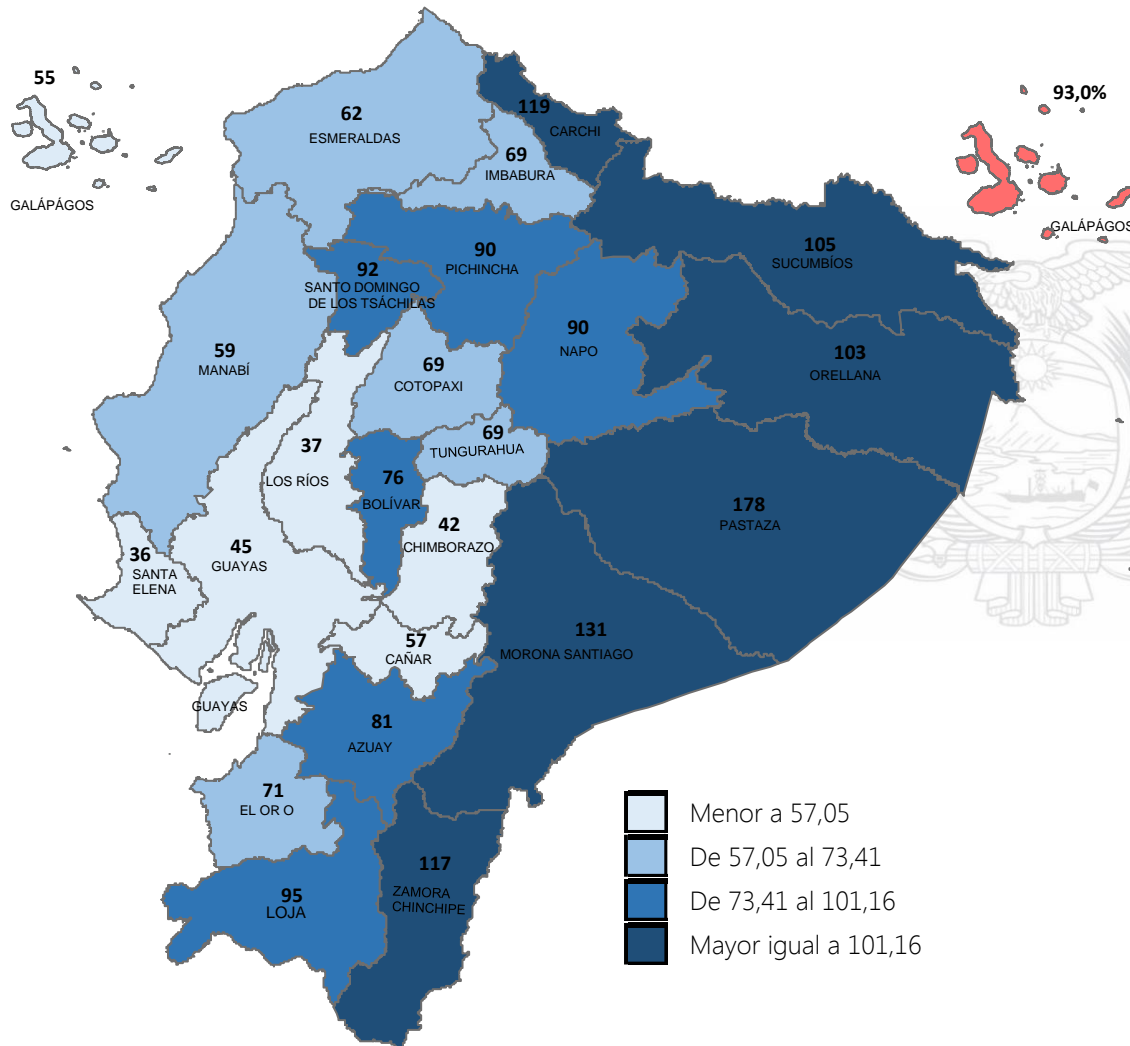 55
GALÁPÁGOS
93,0%
GALÁPÁGOS
119
CARCHI
62
ESMERALDAS
69
IMBABURA
105
SUCUMBÍOS
90
PICHINCHA
92
SANTO DOMINGO
DE LOS TSÁCHILAS
90
NAPO
103
ORELLANA
59
MANABÍ
69
COTOPAXI
69
TUNGURAHUA
37
LOS RÍOS
76
BOLÍVAR
178
PASTAZA
42
CHIMBORAZO
36
SANTA
ELENA
45
GUAYAS
131
MORONA SANTIAGO
57
CAÑAR
GUAYAS
81
AZUAY
71
EL OR O
117
ZAMORA
CHINCHIPE
95
LOJA
Menor a 57,05
De 57,05 al 73,41
De 73,41 al 101,16
Mayor igual a 101,16